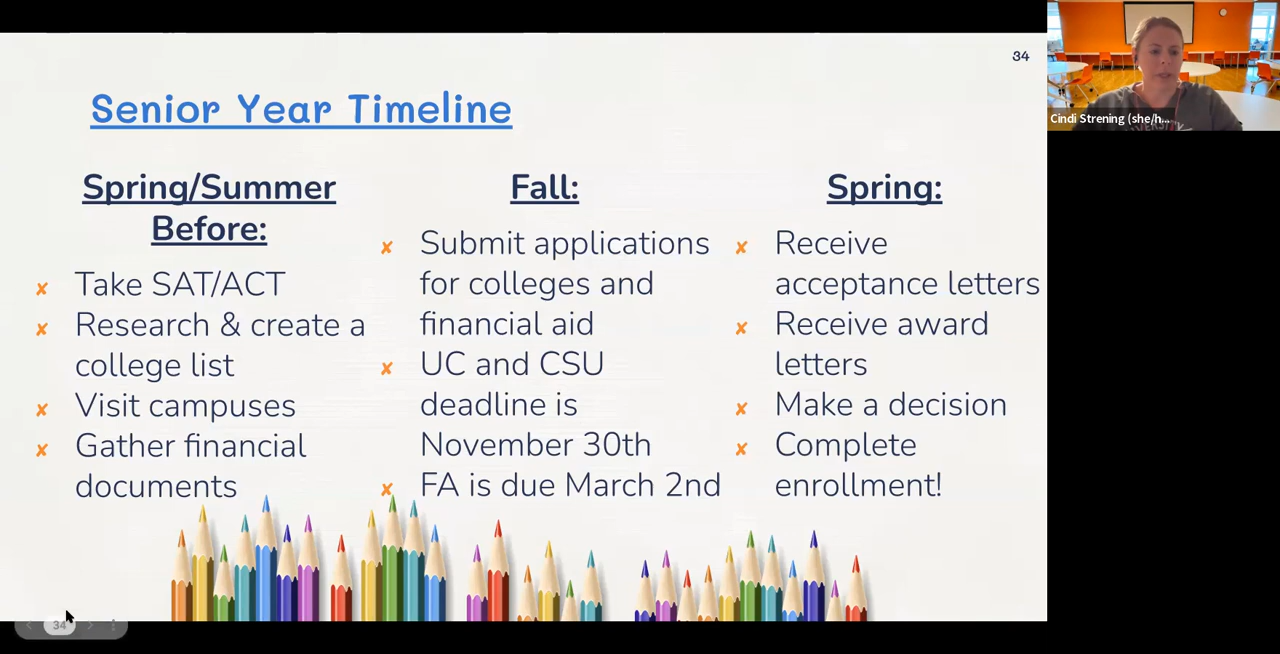 34
Senior Year Timeline
Spring/Summer
Before:
Take SAT/ACT
Research & create a
college list
Visit campuses
Gather financial
documents
Fall:
Submit applications
for colleges and
financial aid
UC and CSU
deadline is
November 30th
FA is due March 2nd
Spring:
Receive
acceptance letters
Receive award
letters
Make a decision
Complete
enrollment!
Cindi Strening (she/h...
34